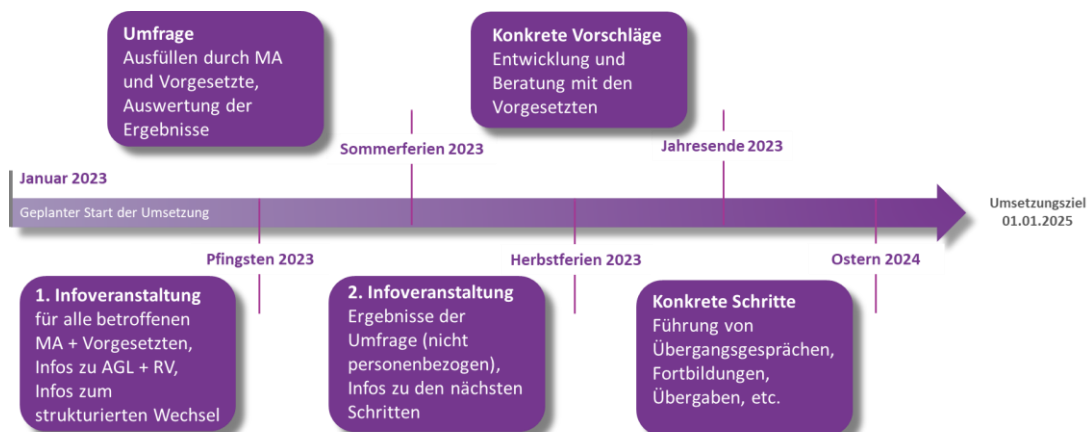 Umfrage
Ausfüllen durch MA
und Vorgesetzte,
Auswertung der
Ergebnisse
Konkrete Vorschläge
Entwicklung und
Beratung mit den
Vorgesetzten
Sommerferien 2023
Jahresende 2023
Januar 2023
Geplanter Start der Umsetzung
Umsetzungsziel
01.01.2025
Pfingsten 2023
Herbstferien 2023
Ostern 2024
1. Infoveranstaltung
für alle betroffenen
MA + Vorgesetzten,
Infos zu AGL + RV,
Infos zum
strukturierten Wechsel
2. Infoveranstaltung
Ergebnisse der
Umfrage (nicht
personenbezogen),
Infos zu den nächsten
Schritten
Konkrete Schritte
Führung von
Übergangsgesprächen,
Fortbildungen,
Übergaben, etc.